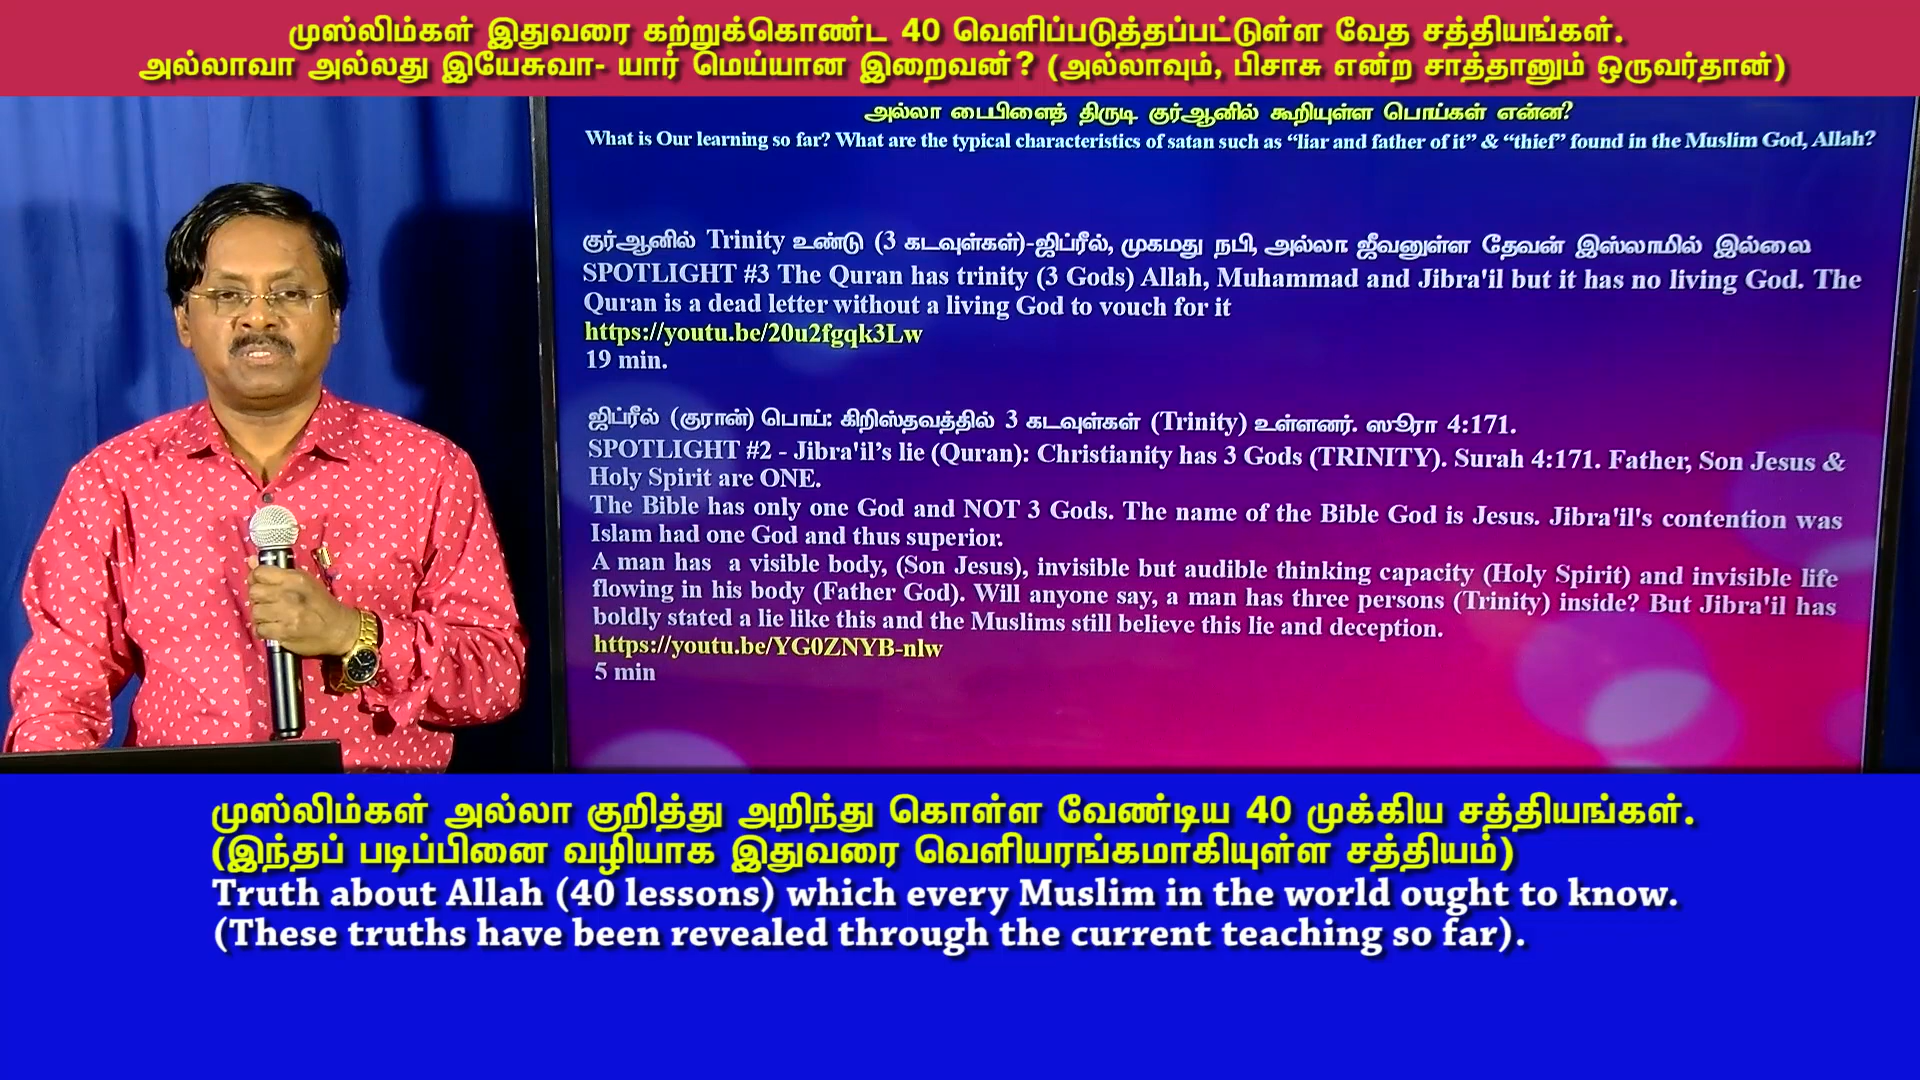 முஸ்லிம்கள் இதுவரை கற்றுக்கொண்ட 40 வெளிப்படுத்தப்பட்டுள்ள வேத சத்தியங்கள்.
அல்லாவா அல்லது இயேசுவா- யார் மெய்யான இறைவன்? (அல்லாவும், பிசாசு என்ற சாத்தானும் ஒருவர்தான்)
அல்லா பைபிளைத் திருடி குர்ஆனில் கூறியுள்ள பொய்கள் என்ன?
What is Our learning so far? What are the typical characteristics of satan such as “liar and father of it” & “thief” found in the Muslim God, Allah?
குர்ஆனில் Trinity உண்டு (3 கடவுள்கள்)-ஜிப்ரீல், முகமது நபி, அல்லா ஜீவனுள்ள தேவன் இஸ்லாமில் இல்லை
SPOTLIGHT #3 The Quran has trinity (3 Gods) Allah, Muhammad and Jibra'il but it has no living God. The
Quran is a dead letter without a living God to vouch for it
https://youtu.be/20u2fgqk3Lw
19 min.
ஜிப்ரீல் (குரான்) பொய்: கிறிஸ்தவத்தில் 3 கடவுள்கள் (Trinity) உள்ளனர். ஸூரா 4:171.
SPOTLIGHT #2 - Jibra'il’s lie (Quran): Christianity has 3 Gods (TRINITY). Surah 4:171. Father, Son Jesus &
Holy Spirit are ONE.
The Bible has only one God and NOT 3 Gods. The name of the Bible God is Jesus. Jibra'il's contention was
Islam had one God and thus superior.
A man has a visible body, (Son Jesus), invisible but audible thinking capacity (Holy Spirit) and invisible life
flowing in his body (Father God). Will anyone say, a man has three persons (Trinity) inside? But Jibra'il has
boldly stated a lie like this and the Muslims still believe this lie and deception.
https://youtu.be/YG0ZNYB-nlw
5 min
முஸ்லிம்கள் அல்லா குறித்து அறிந்து கொள்ள வேண்டிய 40 முக்கிய சத்தியங்கள்.
(இந்தப் படிப்பினை வழியாக இதுவரை வெளியரங்கமாகியுள்ள சத்தியம்)
Truth about Allah (40 lessons) which every Muslim in the world ought to know.
(These truths have been revealed through the current teaching so far).